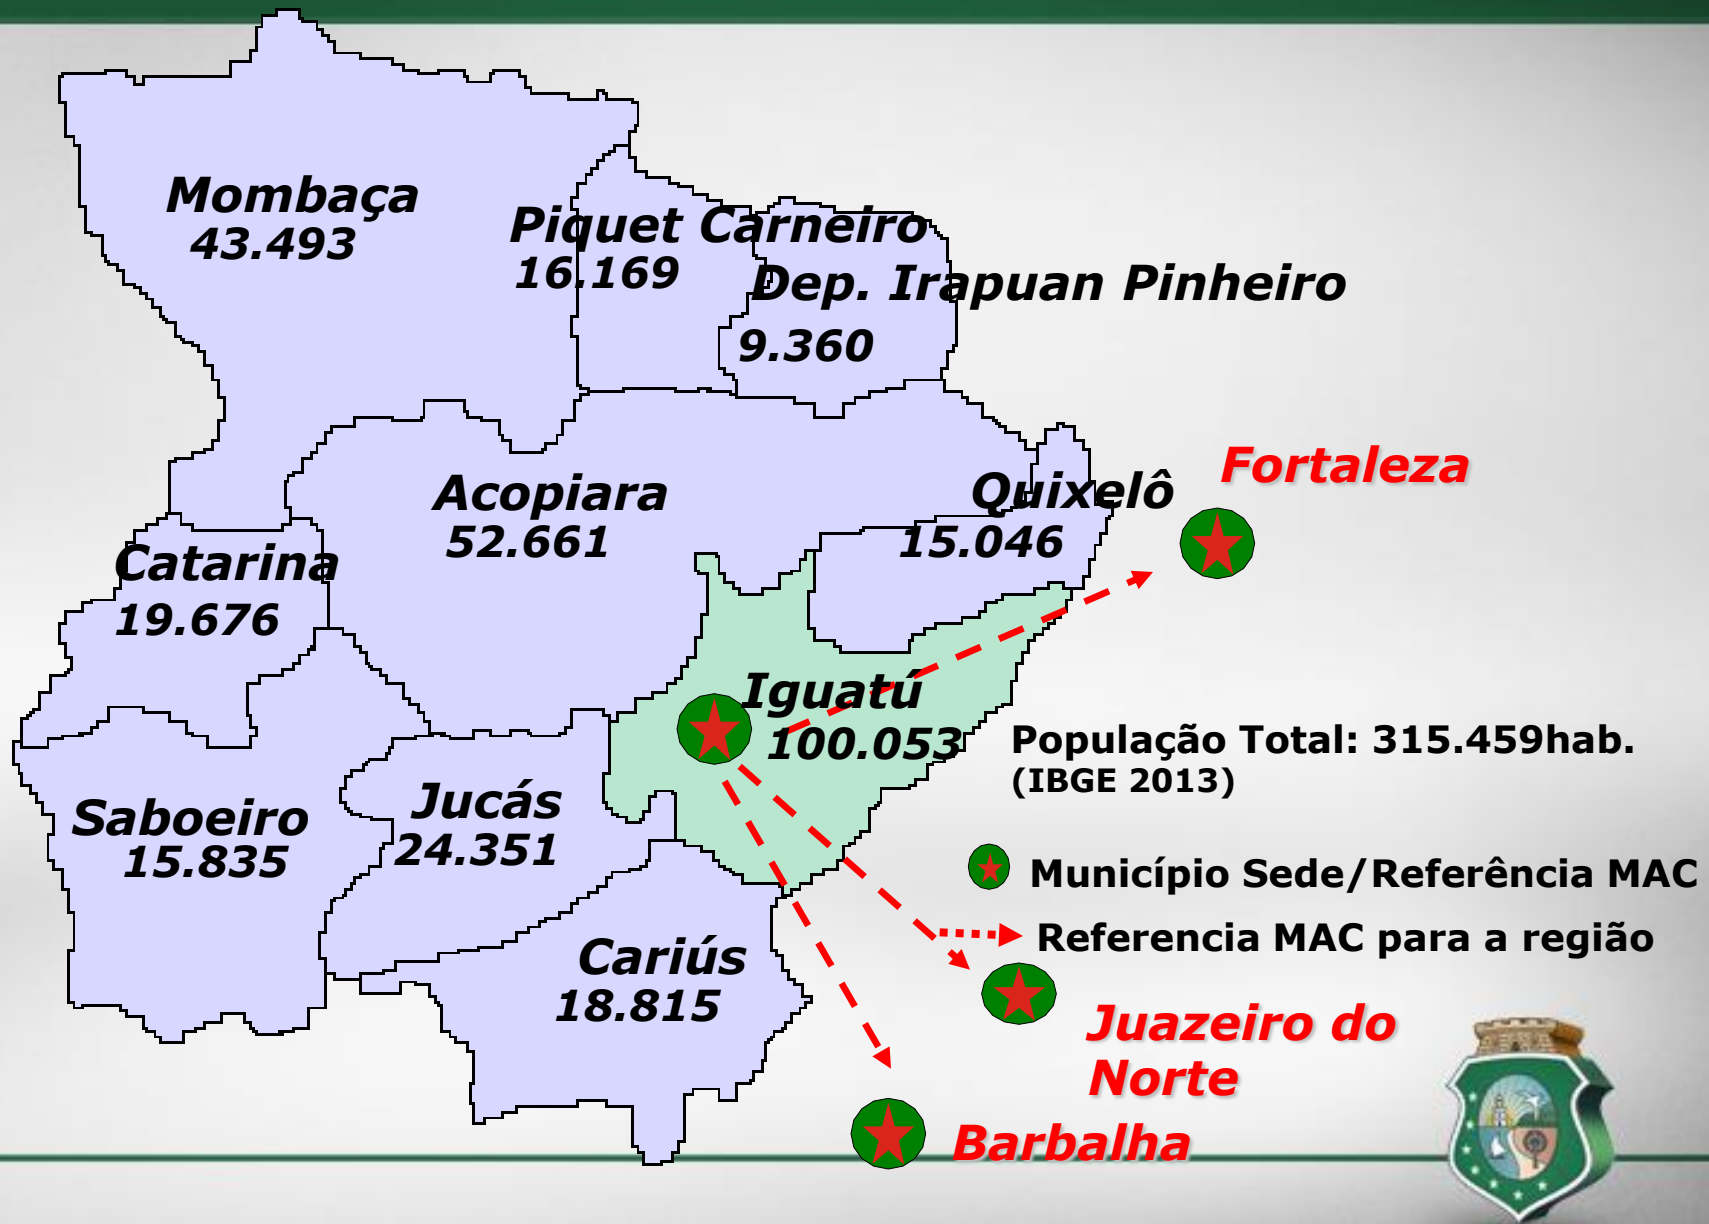 Mombaça
43.493
Piquet Carneiro
16.169
Dep. Irapuan Pinheiro
9.360
Acopiara
52.661
Quixelô
15.046
Fortaleza
Catarina
19.676
Iguatú
100.053
População Total: 315.459hab.
(IBGE 2013)
Saboeiro
15.835
Jucás
24.351
Município Sede/Referência MAC
Referencia MAC para a região
Cariús
18.815
Juazeiro do
Norte
Barbalha